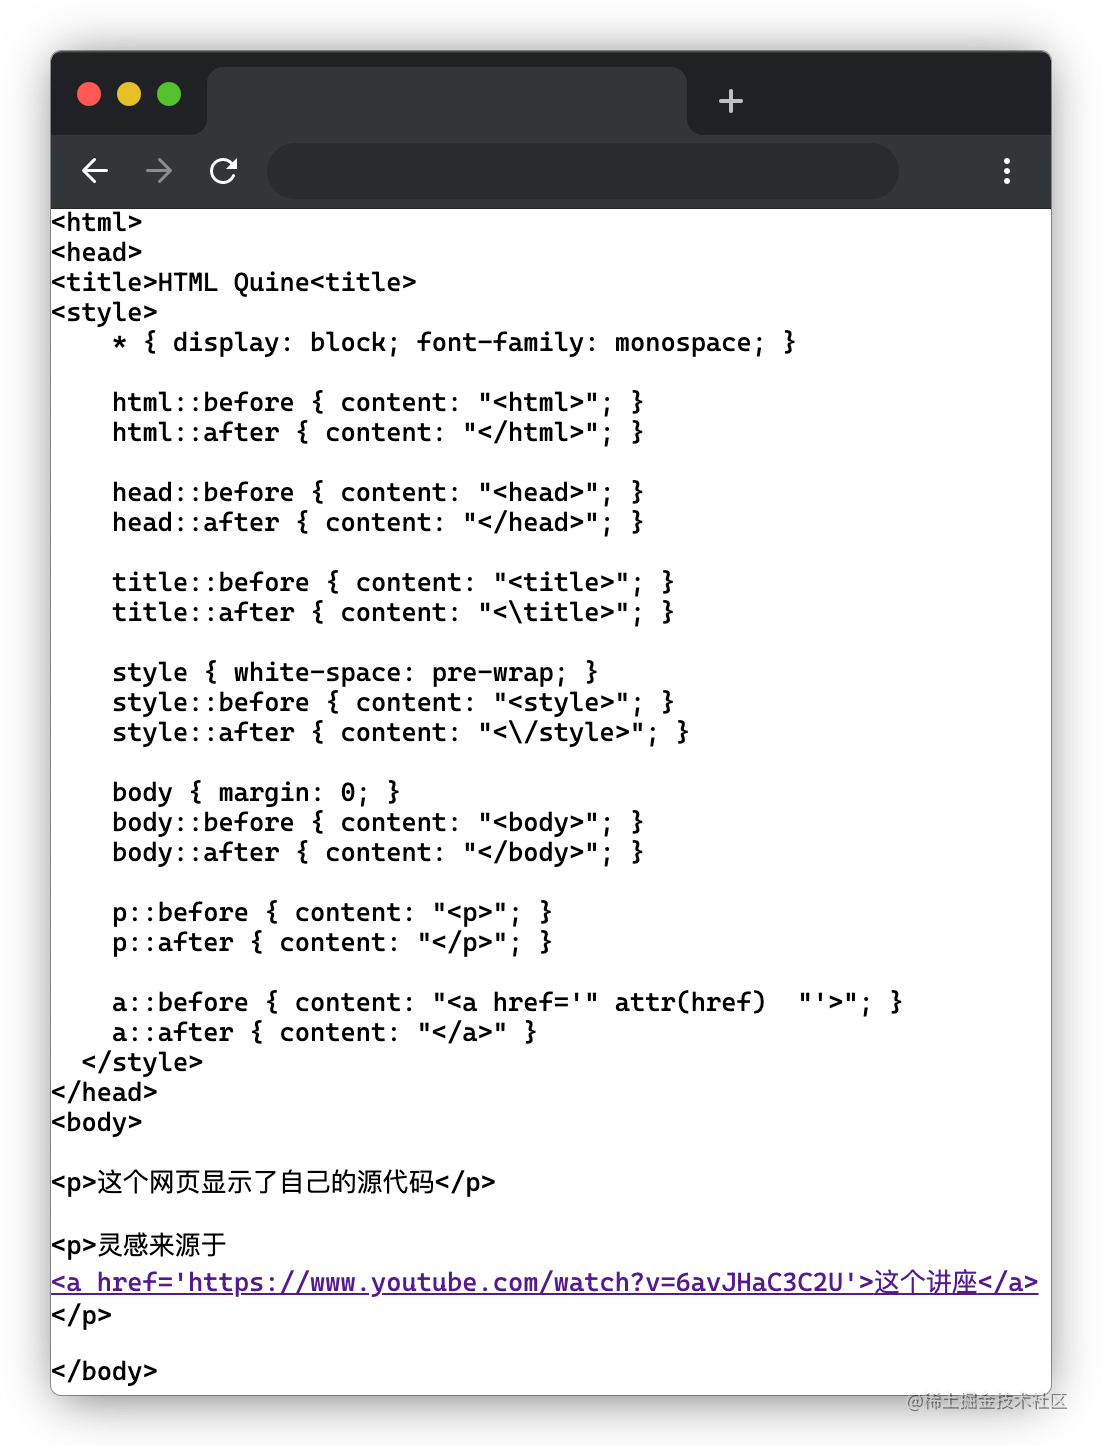 <html>
<head>
<title>HTML Quine<title>
<style>
    * { display: block; font-family: monospace; }

    html::before { content: "<html>"; }
    html::after { content: "</html>"; }

    head::before { content: "<head>"; }
    head::after { content: "</head>"; }

    title::before { content: "<title>"; }
    title::after { content: "<\title>"; }

    style { white-space: pre-wrap; }
    style::before { content: "<style>"; }
    style::after { content: "<\/style>"; }

    body { margin: 0; }
    body::before { content: "<body>"; }
    body::after { content: "</body>"; }

    p::before { content: "<p>"; }
    p::after { content: "</p>"; }

    a::before { content: "<a href='" attr(href)  "'>"; }
    a::after { content: "</a>" }
  </style>
</head>
<body>

<p>这个网页显示了自己的源代码</p>

<p>灵感来源于
<a href='https://www.youtube.com/watch?v=6avJHaC3C2U'>这个讲座</a>
</p>

</body>
@稀土掘金技术社区